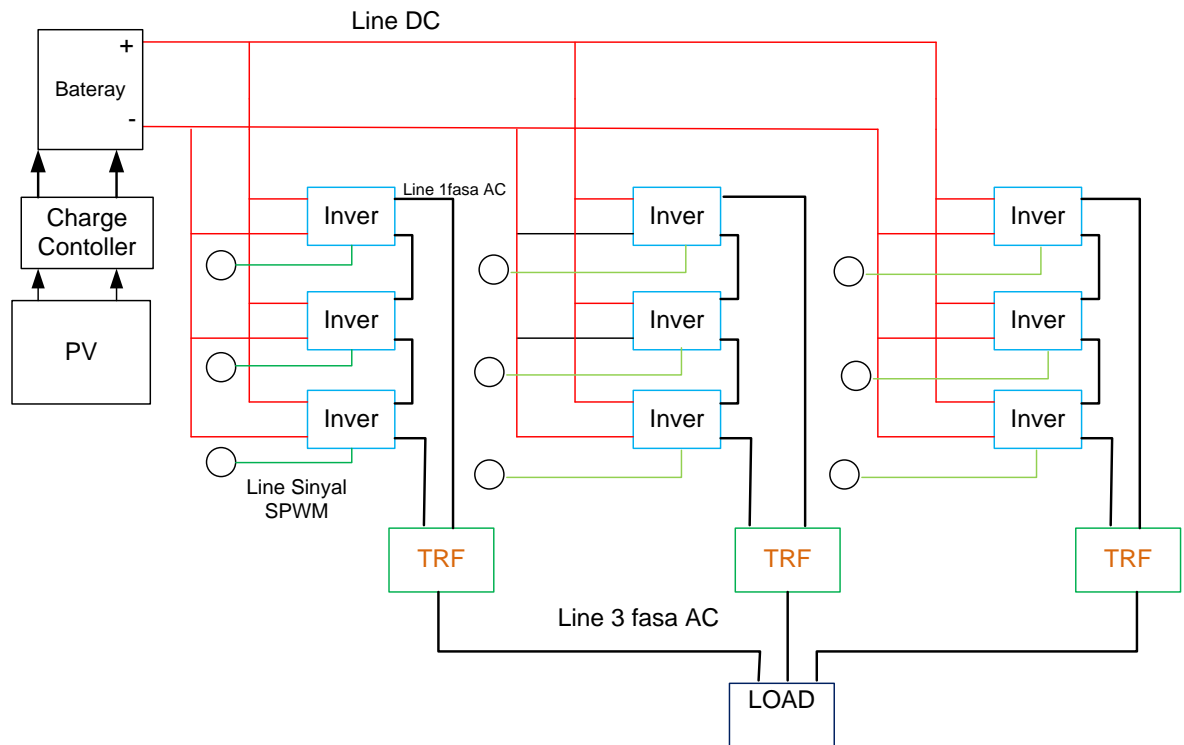 Line DC
+
Bateray
-
Charge
Contoller
PV
Line 1fasa AC
Inver
Inver
Inver
Inver
Inver
Inver
Inver
Inver
Inver
Line Sinyal
SPWM
TRF
TRF
TRF
Line 3 fasa AC
LOAD